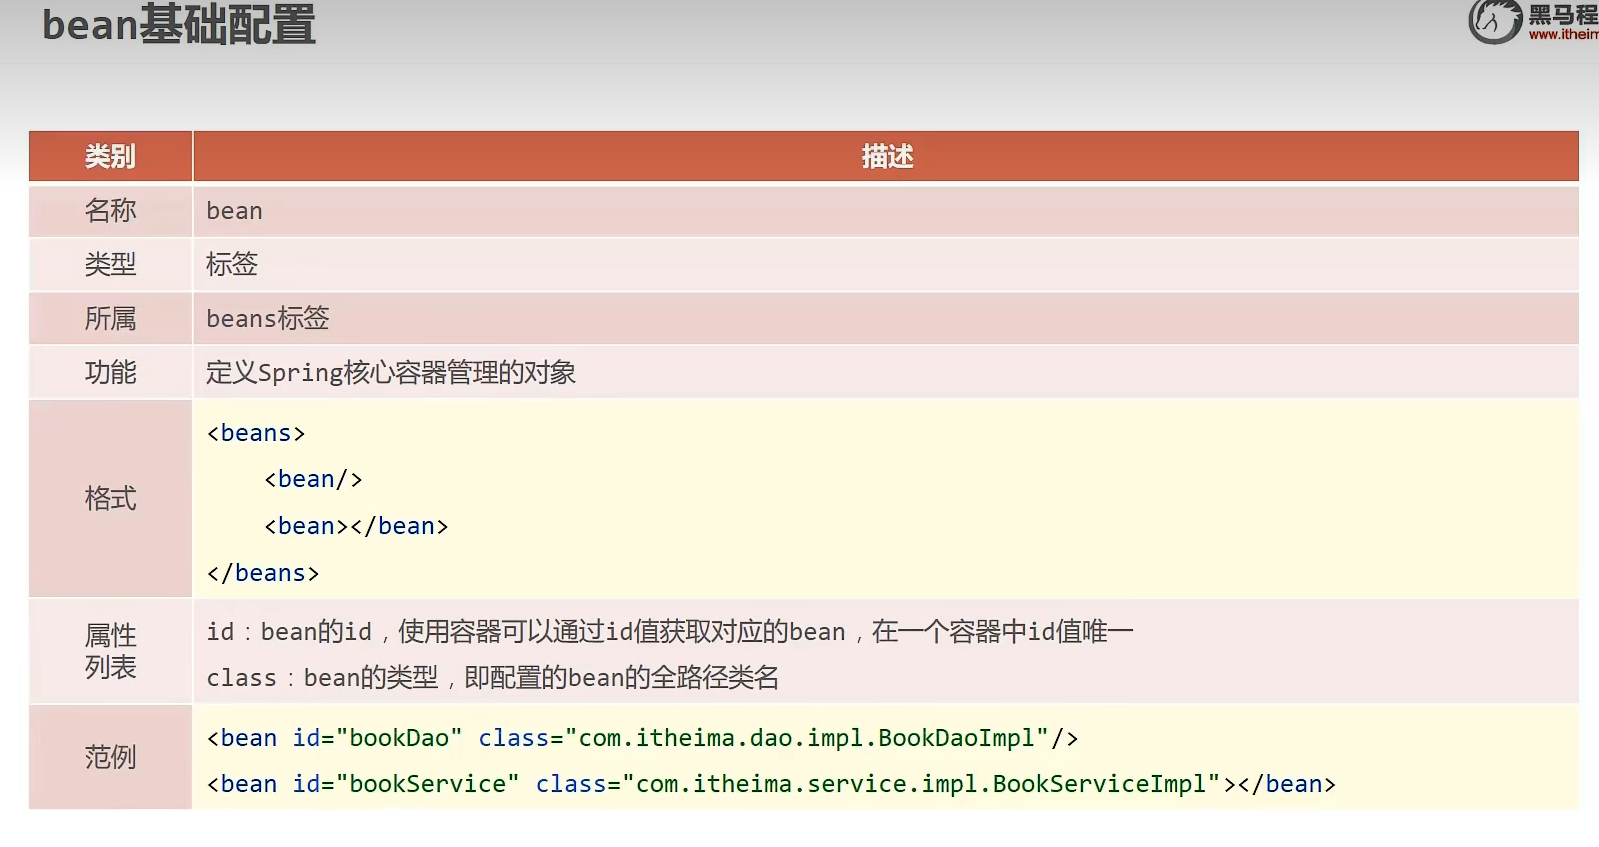 bean基础配置
黑马程
www.itheim
类别
描述
名称
bean
类型
标签
所属
beans标签
功能
定义Spring核心容器管理的对象
格式
<beans>
    <bean/>
    <bean></bean>
</beans>
属性
列表
id：bean的id，使用容器可以通过id值获取对应的bean，在一个容器中id值唯一
class：bean的类型，即配置的bean的全路径类名
范例
<bean id="bookDao" class="com.itheima.dao.impl.BookDaoImpl"/>
<bean id="bookService" class="com.itheima.service.impl.BookServiceImpl"></bean>